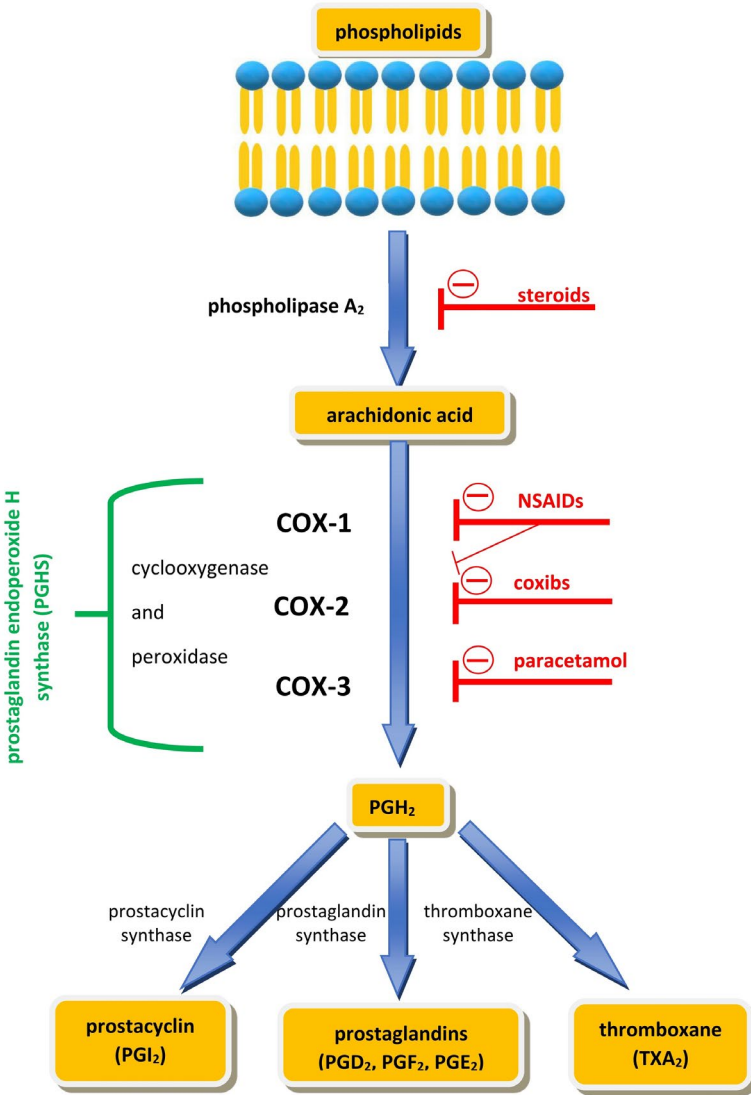 phospholipids
phospholipase A₂
steroids
arachidonic acid
prostaglandin endoperoxide H
synthase (PGHS)
cyclooxygenase
and
peroxidase
COX-1
COX-2
COX-3
NSAIDs
coxibs
paracetamol
PGH₂
prostacyclin
synthase
prostaglandin
synthase
thromboxane
synthase
prostacyclin
(PGI₂)
prostaglandins
(PGD₂, PGF₂, PGE₂)
thromboxane
(TXA₂)